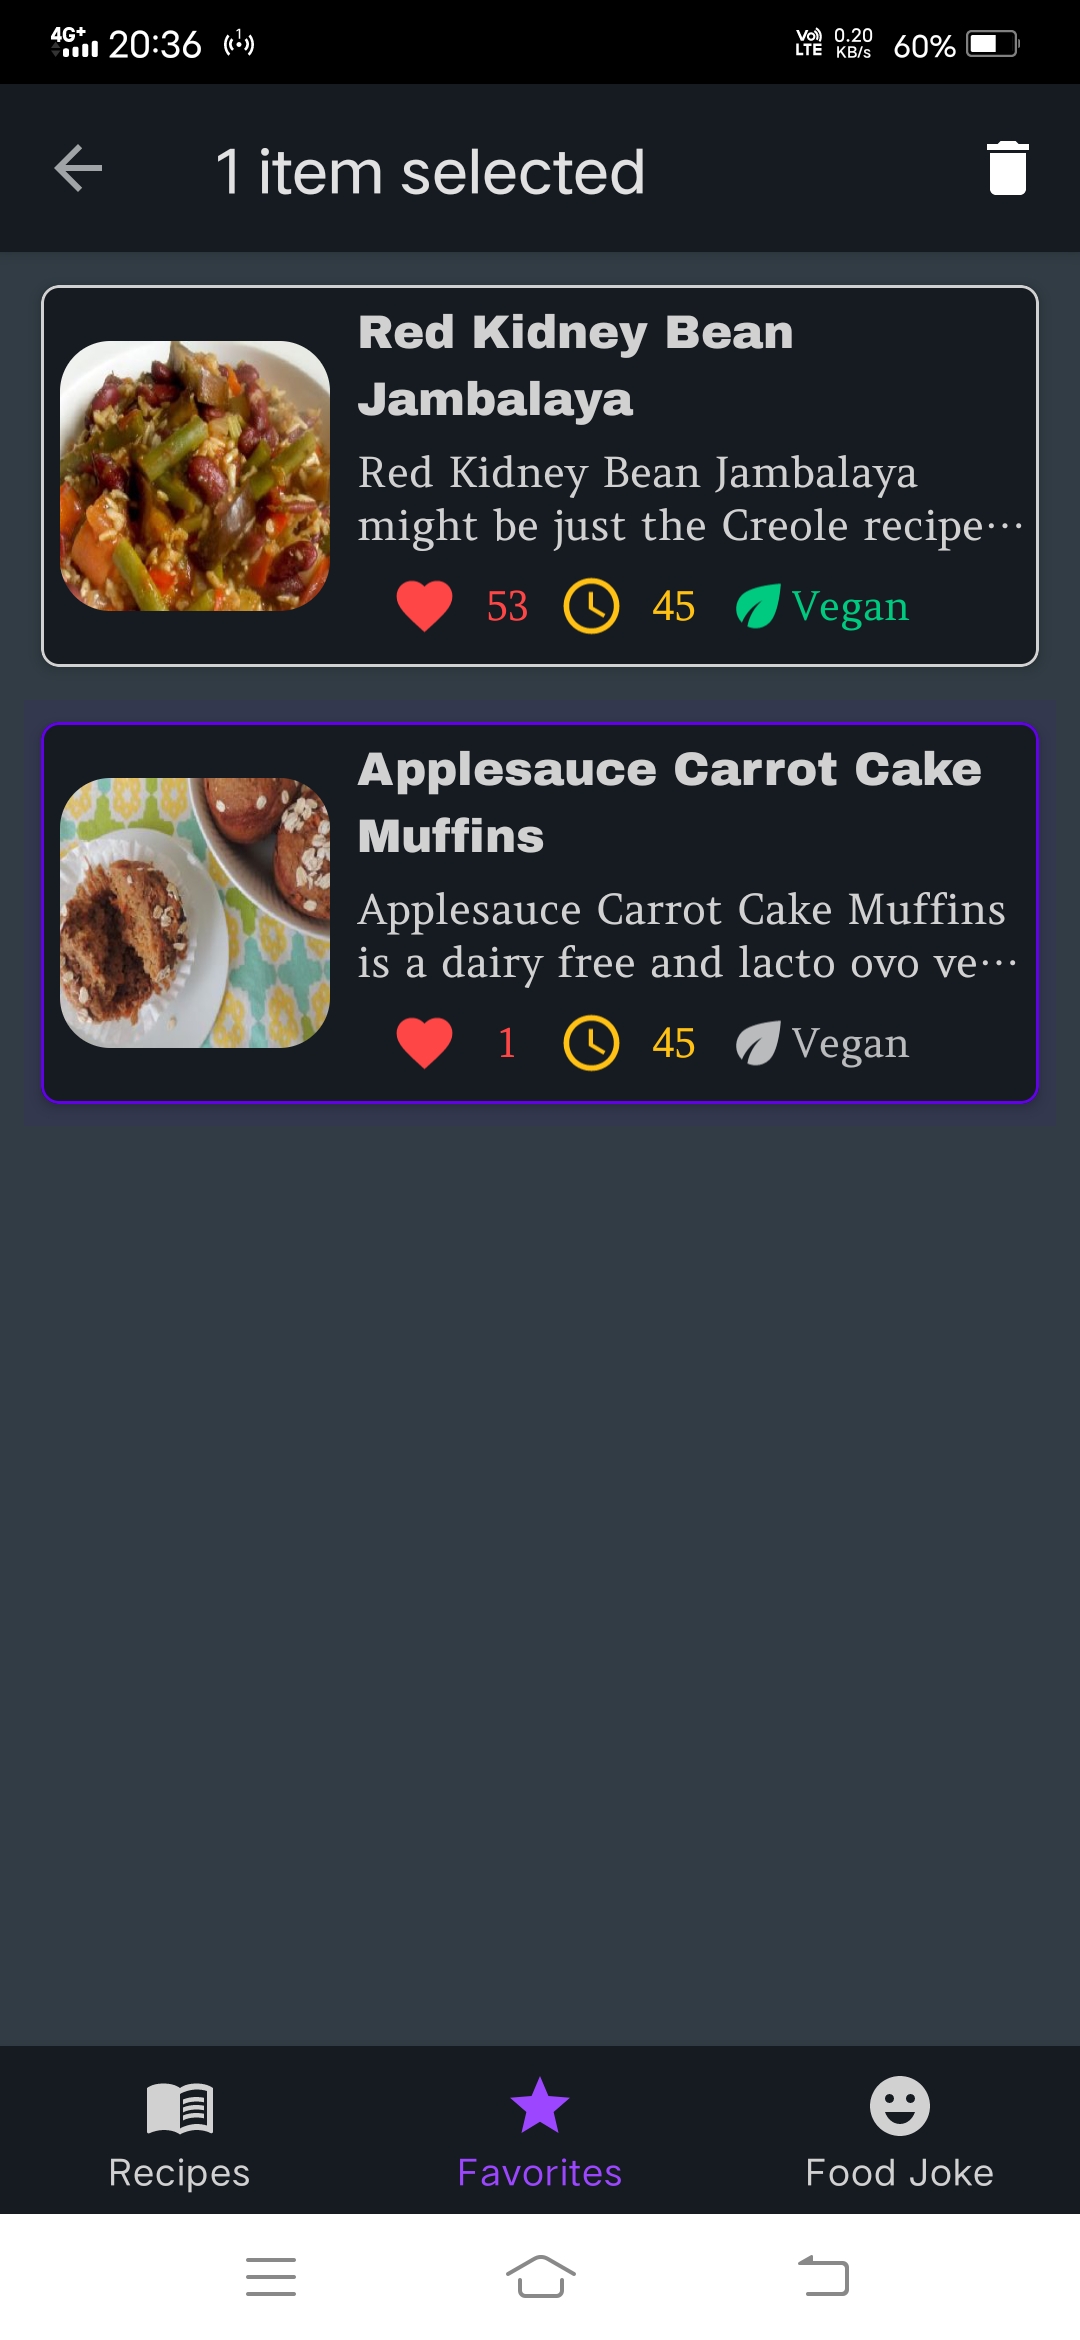 4G+ 20:36 1 Vo) LTE 0.20 KB/s 60%
1 item selected
Red Kidney Bean
Jambalaya
Red Kidney Bean Jambalaya
might be just the Creole recipe…
53 45 Vegan
Applesauce Carrot Cake
Muffins
Applesauce Carrot Cake Muffins
is a dairy free and lacto ovo ve…
1 45 Vegan
Recipes Favorites Food Joke